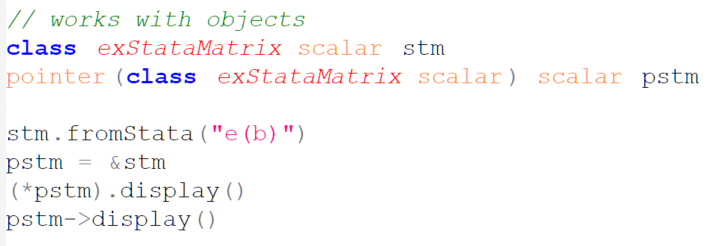 // works with objects
class exStataMatrix scalar stm
pointer(class exStataMatrix scalar) scalar pstm
stm.fromStata("e(b)")
pstm = &stm
(*pstm).display()
pstm->display()